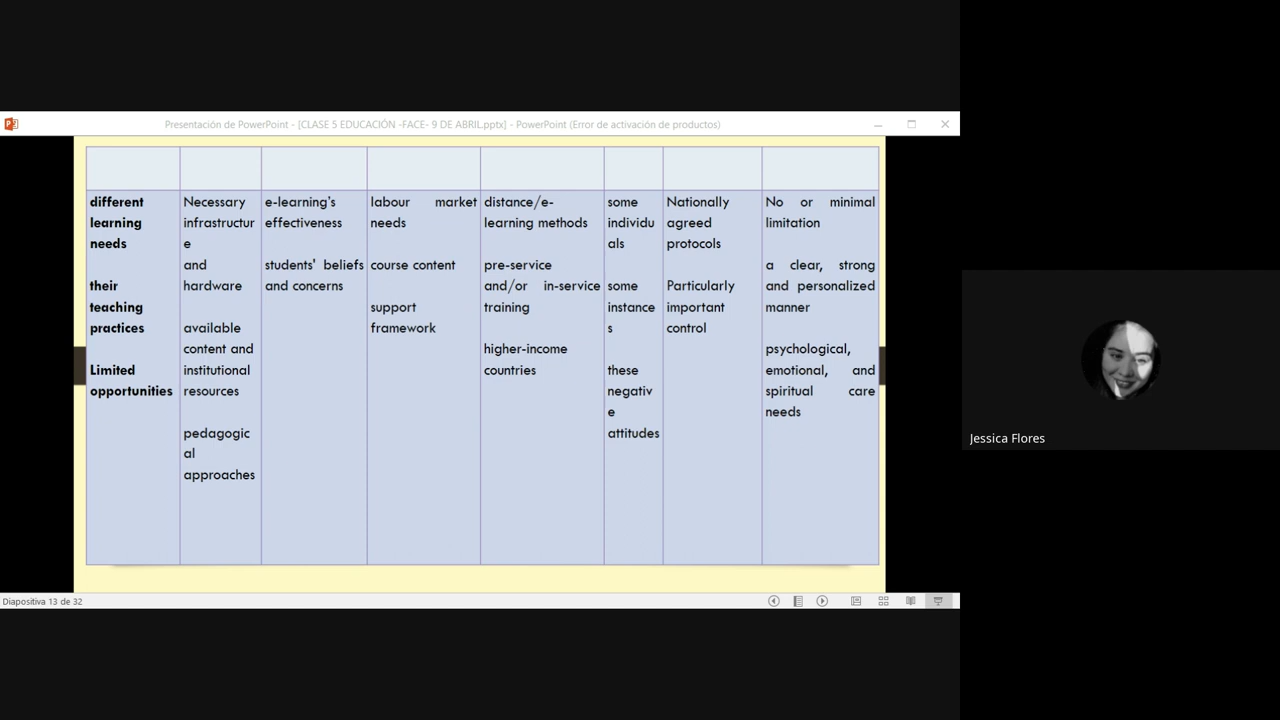 Presentación de PowerPoint - [CLASE 5 EDUCACIÓN -FACE- 9 DE ABRIL.pptx] - PowerPoint (Error de activación de productos)
different
learning
needs
their
teaching
practices
Limited
opportunities
Necessary
infrastructur
e
and
hardware
available
content and
institutional
resources
pedagogic
al
approaches
e-learning's
effectiveness
students' beliefs
and concerns
labour market
needs
course content
support
framework
distance/e-
learning methods
pre-service
and/or in-service
training
higher-income
countries
some
individu
als
some
instance
s
these
negativ
e
attitudes
Nationally
agreed
protocols
Particularly
important
control
No or minimal
limitation
a clear, strong
and personalized
manner
psychological,
emotional, and
spiritual care
needs
Diapositiva 13 de 32
Jessica Flores